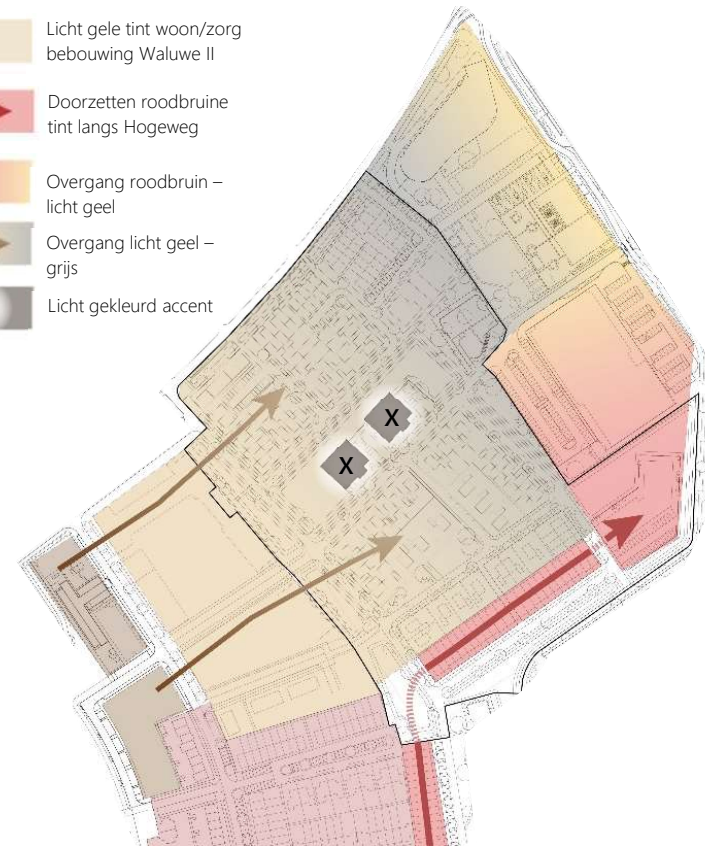 Licht gele tint woon/zorg
bebouwing Waluwe II
Doorzetten roodbruine
tint langs Hogeweg
Overgang roodbruin –
licht geel
Overgang licht geel –
grijs
Licht gekleurd accent
X
X